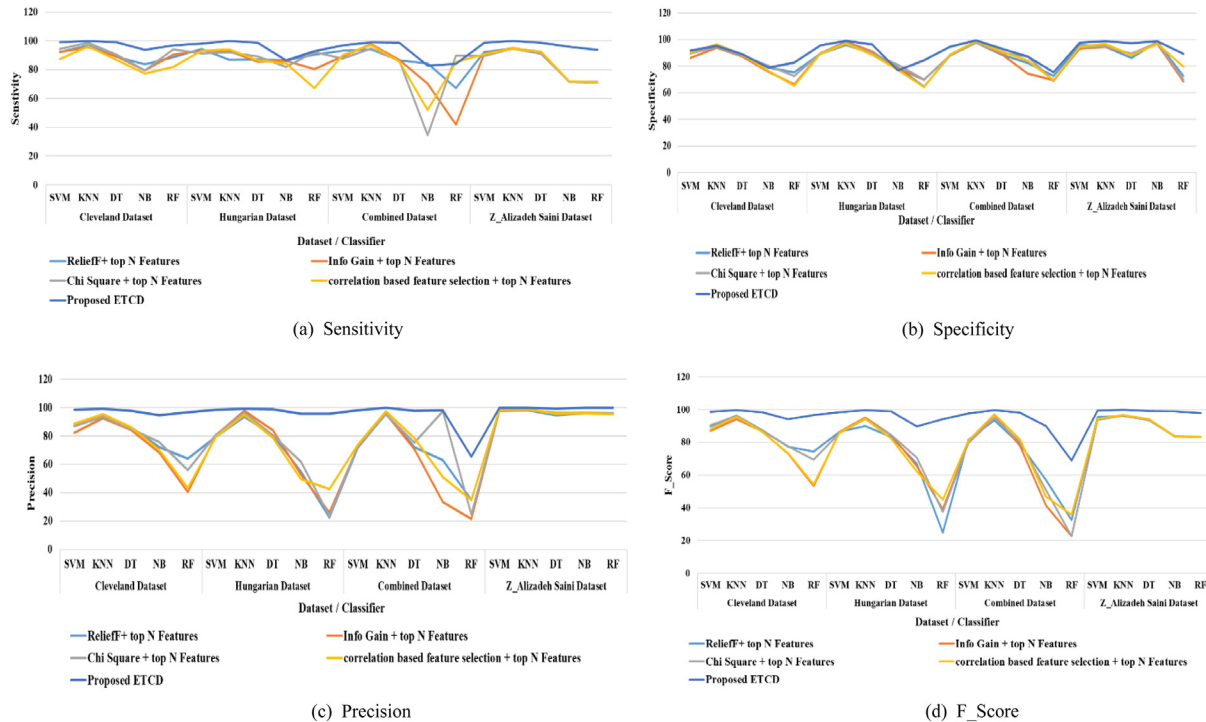 120
100
80
60
40
20
0
Sensitivity
SVM KNN DT NB RF SVM KNN DT NB RF SVM KNN DT NB RF SVM KNN DT NB RF
Cleveland Dataset Hungarian Dataset Combined Dataset Z_Alizadeh Saini Dataset
Dataset / Classifier
ReliefF+ top N Features
Info Gain + top N Features
Chi Square + top N Features
correlation based feature selection + top N Features
Proposed ETCD
(a) Sensitivity
120
100
80
60
40
20
0
Specificity
SVM KNN DT NB RF SVM KNN DT NB RF SVM KNN DT NB RF SVM KNN DT NB RF
Cleveland Dataset Hungarian Dataset Combined Dataset Z_Alizadeh Saini Dataset
Dataset / Classifier
ReliefF+ top N Features
Info Gain + top N Features
Chi Square + top N Features
correlation based feature selection + top N Features
Proposed ETCD
(b) Specificity
120
100
80
60
40
20
0
Precision
SVM KNN DT NB RF SVM KNN DT NB RF SVM KNN DT NB RF SVM KNN DT NB RF
Cleveland Dataset Hungarian Dataset Combined Dataset Z_Alizadeh Saini Dataset
Dataset / Classifier
ReliefF+ top N Features
Info Gain + top N Features
Chi Square + top N Features
correlation based feature selection + top N Features
Proposed ETCD
(c) Precision
120
100
80
60
40
20
0
F_Score
SVM KNN DT NB RF SVM KNN DT NB RF SVM KNN DT NB RF SVM KNN DT NB RF
Cleveland Dataset Hungarian Dataset Combined Dataset Z_Alizadeh Saini Dataset
Dataset / Classifier
ReliefF+ top N Features
Info Gain + top N Features
Chi Square + top N Features
correlation based feature selection + top N Features
Proposed ETCD
(d) F_Score